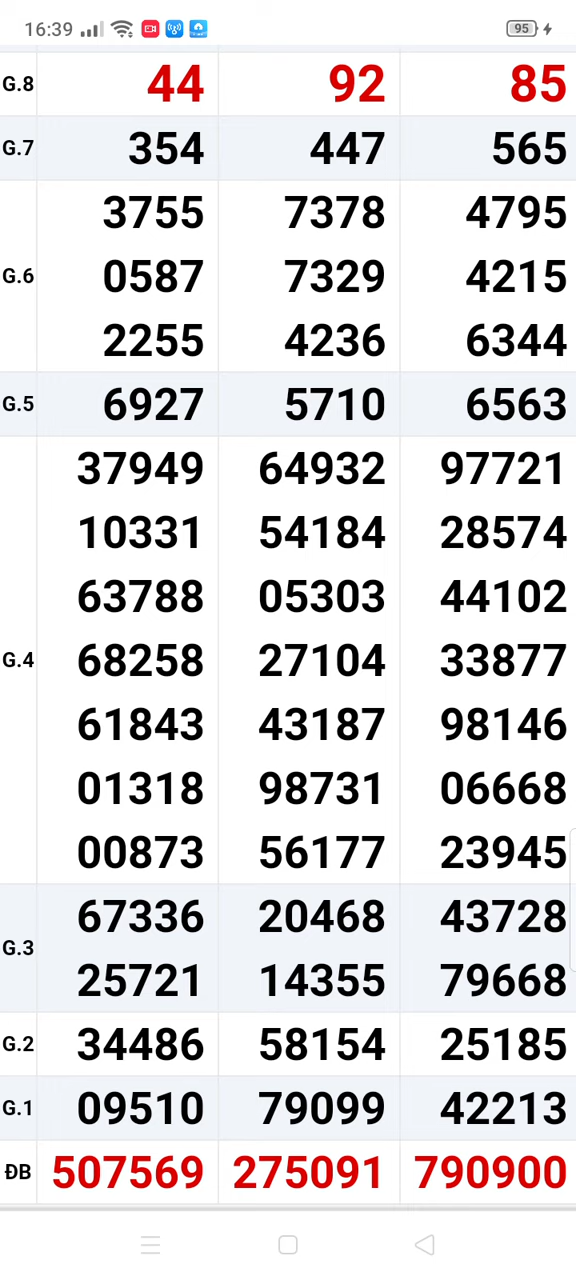 16:39 95
G.8 44 92 85
G.7 354 447 565
3755 7378 4795
G.6 0587 7329 4215
2255 4236 6344
G.5 6927 5710 6563
37949 64932 97721
10331 54184 28574
63788 05303 44102
G.4 68258 27104 33877
61843 43187 98146
01318 98731 06668
00873 56177 23945
67336 20468 43728
G.3
25721 14355 79668
G.2 34486 58154 25185
G.1 09510 79099 42213
ĐB 507569 275091 790900